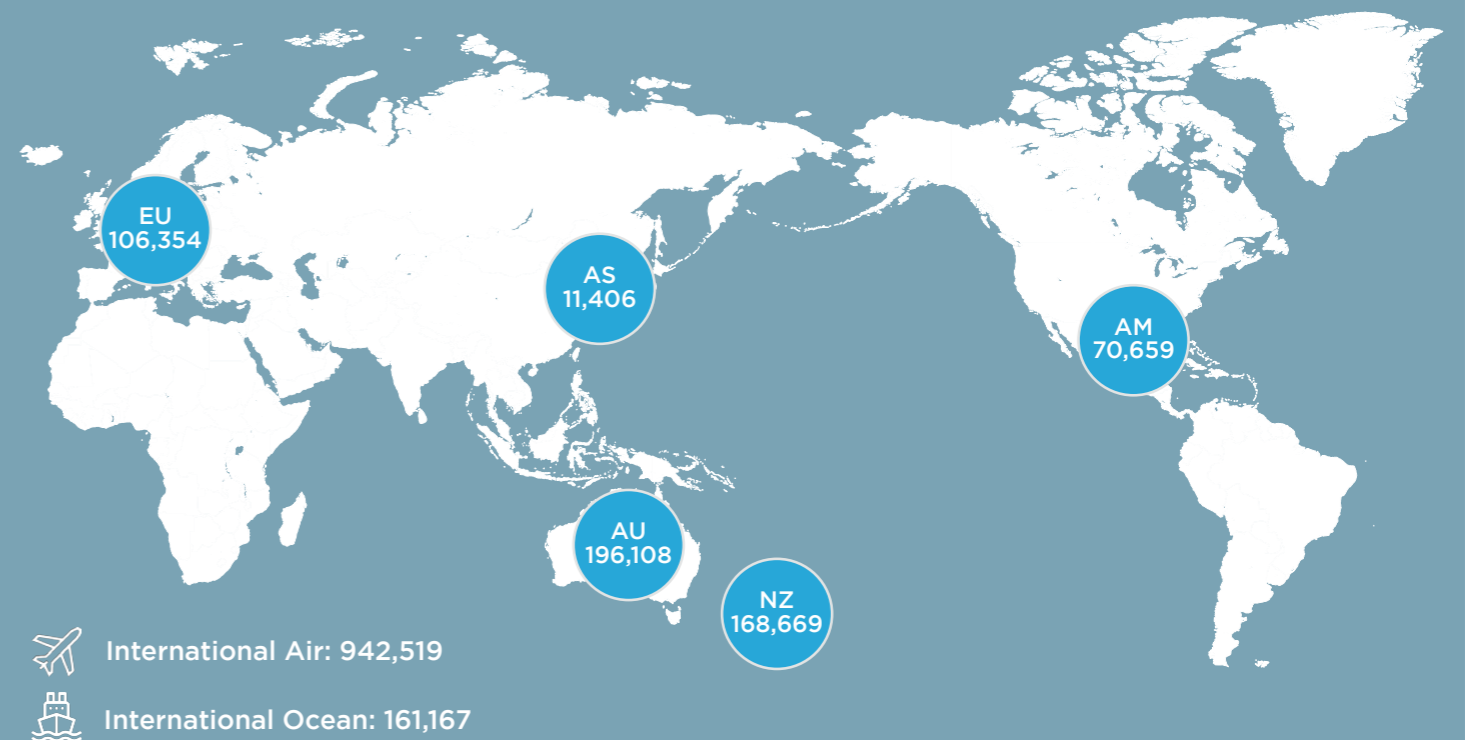 EU
106,354
AS
11,406
AM
70,659
AU
196,108
NZ
168,669
International Air: 942,519
International Ocean: 161,167